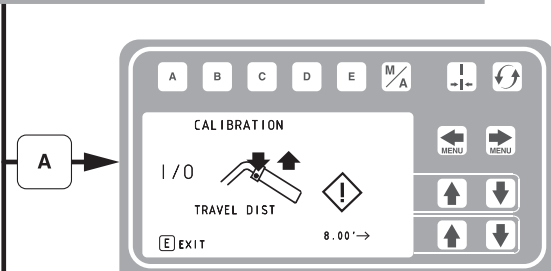 A B C D E M/A
CALIBRATION
MENU MENU
A
I/O
!
TRAVEL DIST
8.00'→
E EXIT